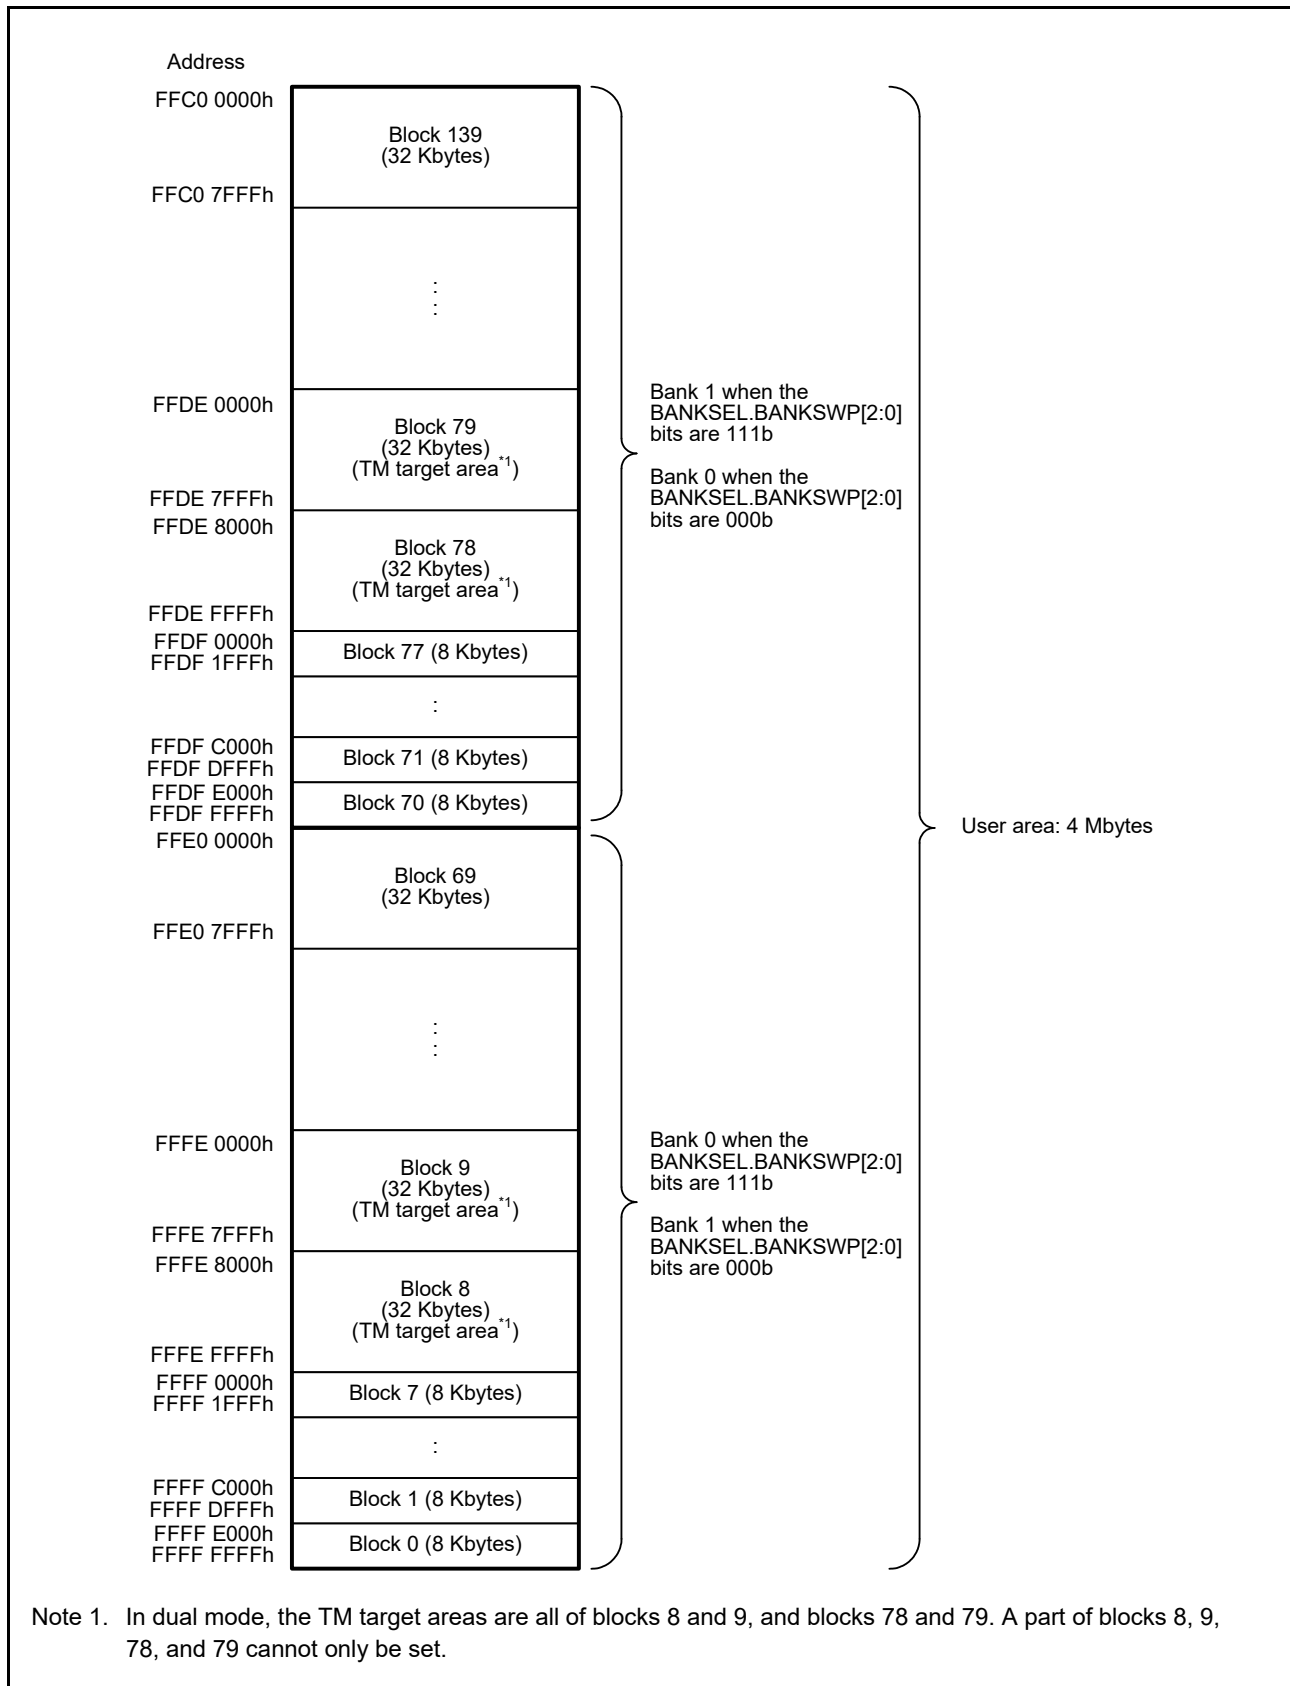 Address
FFC0 0000h
Block 139
(32 Kbytes)
FFC0 7FFFh
:
:
FFDE 0000h
Block 79
(32 Kbytes)
(TM target area*1)
FFDE 7FFFh
FFDE 8000h
Block 78
(32 Kbytes)
(TM target area*1)
FFDE FFFFh
FFDF 0000h
FFDF 1FFFh
Block 77 (8 Kbytes)
:
FFDF C000h
FFDF DFFFh
Block 71 (8 Kbytes)
FFDF E000h
FFDF FFFFh
Block 70 (8 Kbytes)
Bank 1 when the
BANKSEL.BANKSWP[2:0]
bits are 111b
Bank 0 when the
BANKSEL.BANKSWP[2:0]
bits are 000b
User area: 4 Mbytes
FFE0 0000h
Block 69
(32 Kbytes)
FFE0 7FFFh
:
:
FFFE 0000h
Block 9
(32 Kbytes)
(TM target area*1)
FFFE 7FFFh
FFFE 8000h
Block 8
(32 Kbytes)
(TM target area*1)
FFFE FFFFh
FFFF 0000h
FFFF 1FFFh
Block 7 (8 Kbytes)
:
FFFF C000h
FFFF DFFFh
Block 1 (8 Kbytes)
FFFF E000h
FFFF FFFFh
Block 0 (8 Kbytes)
Bank 0 when the
BANKSEL.BANKSWP[2:0]
bits are 111b
Bank 1 when the
BANKSEL.BANKSWP[2:0]
bits are 000b
Note 1. In dual mode, the TM target areas are all of blocks 8 and 9, and blocks 78 and 79. A part of blocks 8, 9,
78, and 79 cannot only be set.